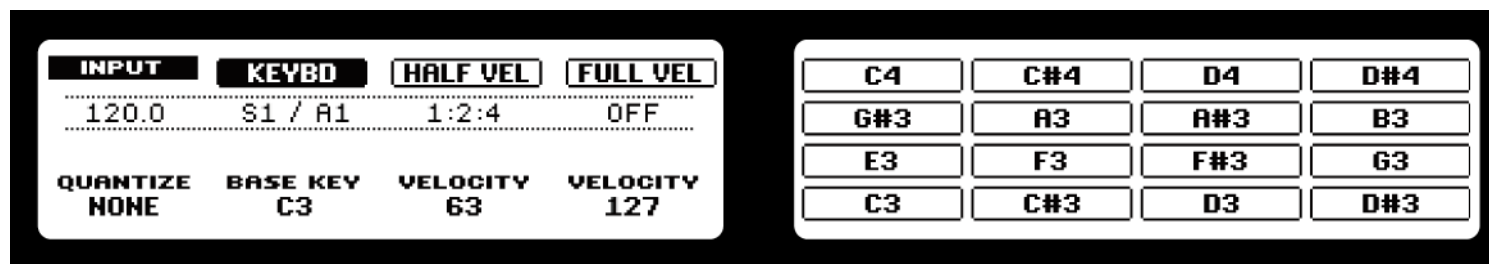 INPUT KEYBD HALF VEL FULL VEL
120.0 S1 / A1 1:2:4 OFF
QUANTIZE BASE KEY VELOCITY VELOCITY
NONE C3 63 127
C4 C#4 D4 D#4
G#3 A3 A#3 B3
E3 F3 F#3 G3
C3 C#3 D3 D#3